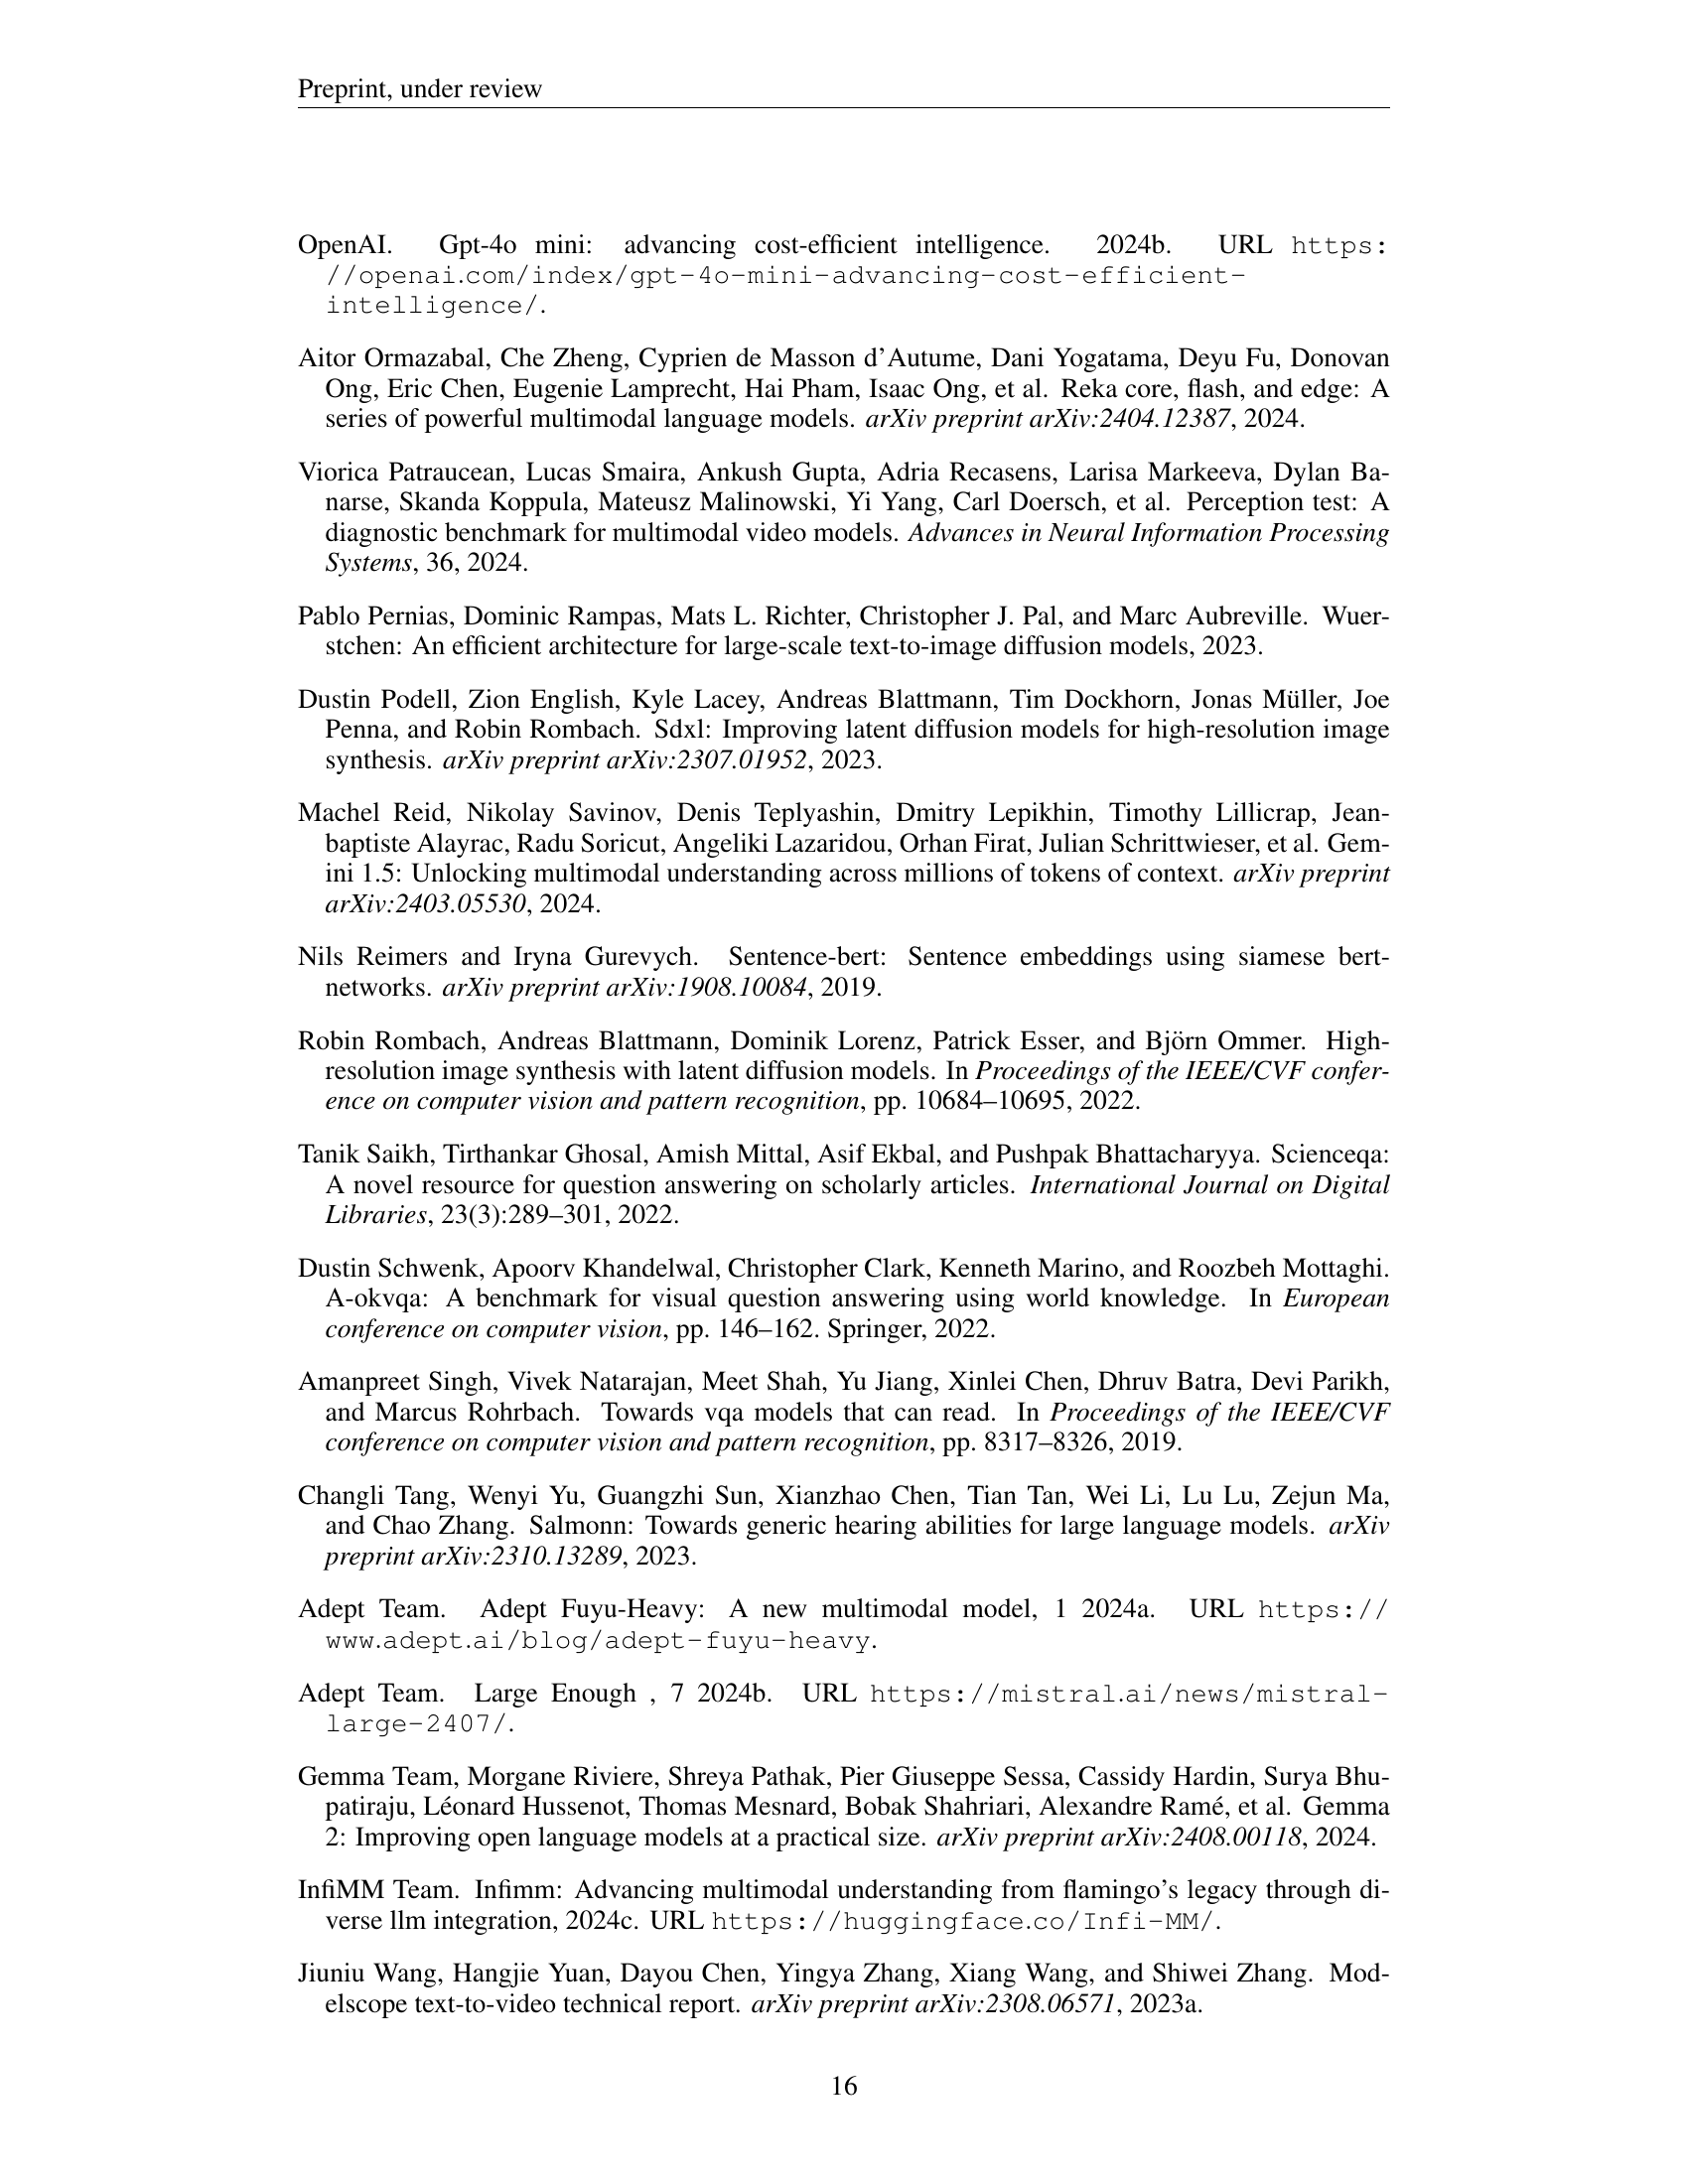 Preprint, under review
OpenAI. Gpt-4o mini: advancing cost-efficient intelligence. 2024b. URL https:
//openai.com/index/gpt-4o-mini-advancing-cost-efficient-
intelligence/.
Aitor Ormazabal, Che Zheng, Cyprien de Masson d'Autume, Dani Yogatama, Deyu Fu, Donovan
Ong, Eric Chen, Eugenie Lamprecht, Hai Pham, Isaac Ong, et al. Reka core, flash, and edge: A
series of powerful multimodal language models. arXiv preprint arXiv:2404.12387, 2024.
Viorica Patraucean, Lucas Smaira, Ankush Gupta, Adria Recasens, Larisa Markeeva, Dylan Ba-
narse, Skanda Koppula, Mateusz Malinowski, Yi Yang, Carl Doersch, et al. Perception test: A
diagnostic benchmark for multimodal video models. Advances in Neural Information Processing
Systems, 36, 2024.
Pablo Pernias, Dominic Rampas, Mats L. Richter, Christopher J. Pal, and Marc Aubreville. Wuer-
stchen: An efficient architecture for large-scale text-to-image diffusion models, 2023.
Dustin Podell, Zion English, Kyle Lacey, Andreas Blattmann, Tim Dockhorn, Jonas Müller, Joe
Penna, and Robin Rombach. Sdxl: Improving latent diffusion models for high-resolution image
synthesis. arXiv preprint arXiv:2307.01952, 2023.
Machel Reid, Nikolay Savinov, Denis Teplyashin, Dmitry Lepikhin, Timothy Lillicrap, Jean-
baptiste Alayrac, Radu Soricut, Angeliki Lazaridou, Orhan Firat, Julian Schrittwieser, et al. Gem-
ini 1.5: Unlocking multimodal understanding across millions of tokens of context. arXiv preprint
arXiv:2403.05530, 2024.
Nils Reimers and Iryna Gurevych. Sentence-bert: Sentence embeddings using siamese bert-
networks. arXiv preprint arXiv:1908.10084, 2019.
Robin Rombach, Andreas Blattmann, Dominik Lorenz, Patrick Esser, and Björn Ommer. High-
resolution image synthesis with latent diffusion models. In Proceedings of the IEEE/CVF confer-
ence on computer vision and pattern recognition, pp. 10684–10695, 2022.
Tanik Saikh, Tirthankar Ghosal, Amish Mittal, Asif Ekbal, and Pushpak Bhattacharyya. Scienceqa:
A novel resource for question answering on scholarly articles. International Journal on Digital
Libraries, 23(3):289–301, 2022.
Dustin Schwenk, Apoorv Khandelwal, Christopher Clark, Kenneth Marino, and Roozbeh Mottaghi.
A-okvqa: A benchmark for visual question answering using world knowledge. In European
conference on computer vision, pp. 146–162. Springer, 2022.
Amanpreet Singh, Vivek Natarajan, Meet Shah, Yu Jiang, Xinlei Chen, Dhruv Batra, Devi Parikh,
and Marcus Rohrbach. Towards vqa models that can read. In Proceedings of the IEEE/CVF
conference on computer vision and pattern recognition, pp. 8317–8326, 2019.
Changli Tang, Wenyi Yu, Guangzhi Sun, Xianzhao Chen, Tian Tan, Wei Li, Lu Lu, Zejun Ma,
and Chao Zhang. Salmonn: Towards generic hearing abilities for large language models. arXiv
preprint arXiv:2310.13289, 2023.
Adept Team. Adept Fuyu-Heavy: A new multimodal model, 1 2024a. URL https://
www.adept.ai/blog/adept-fuyu-heavy.
Adept Team. Large Enough , 7 2024b. URL https://mistral.ai/news/mistral-
large-2407/.
Gemma Team, Morgane Riviere, Shreya Pathak, Pier Giuseppe Sessa, Cassidy Hardin, Surya Bhu-
patiraju, Léonard Hussenot, Thomas Mesnard, Bobak Shahriari, Alexandre Ramé, et al. Gemma
2: Improving open language models at a practical size. arXiv preprint arXiv:2408.00118, 2024.
InfiMM Team. Infimm: Advancing multimodal understanding from flamingo's legacy through di-
verse llm integration, 2024c. URL https://huggingface.co/Infi-MM/.
Jiuniu Wang, Hangjie Yuan, Dayou Chen, Yingya Zhang, Xiang Wang, and Shiwei Zhang. Mod-
elscope text-to-video technical report. arXiv preprint arXiv:2308.06571, 2023a.
16